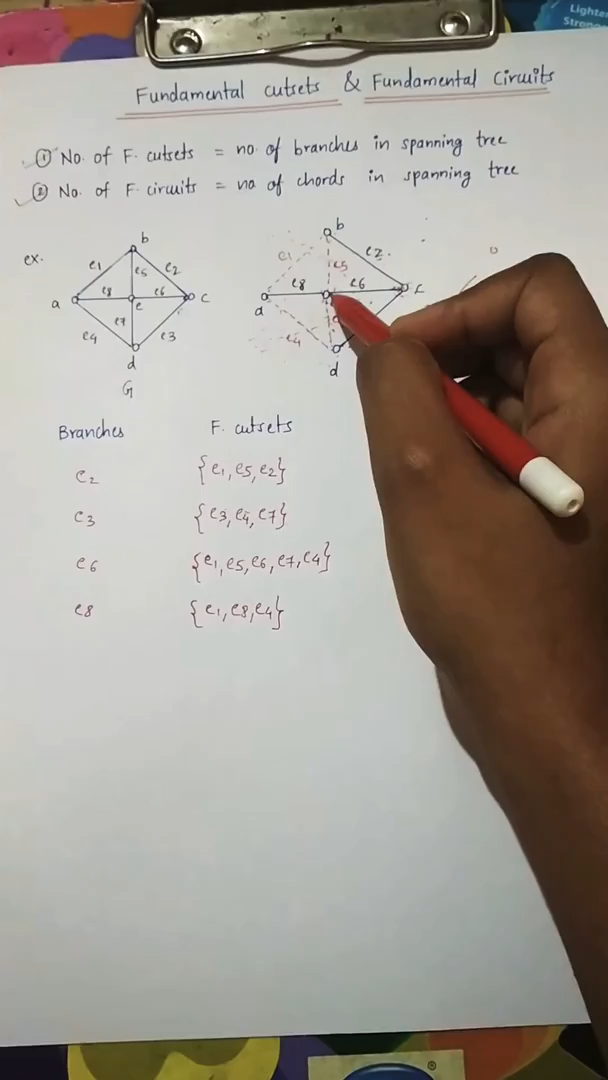 Lighte
Stron
Fundamental cutsets & Fundamental Circuits
① No. of F. cutsets = no. of branches in spanning tree
② No. of F. circuits = no of chords in spanning tree
ex.
b
e1 e5 e2
a e8 e6 c
e
e4 e7 e3
d
G
b
e1 e5 e2
a e8 e6 c
e4
d
Branches F. cutsets
e2 {e1, e5, e2}
e3 {e3, e4, e7}
e6 {e1, e5, e6, e7, e4}
e8 {e1, e8, e4}